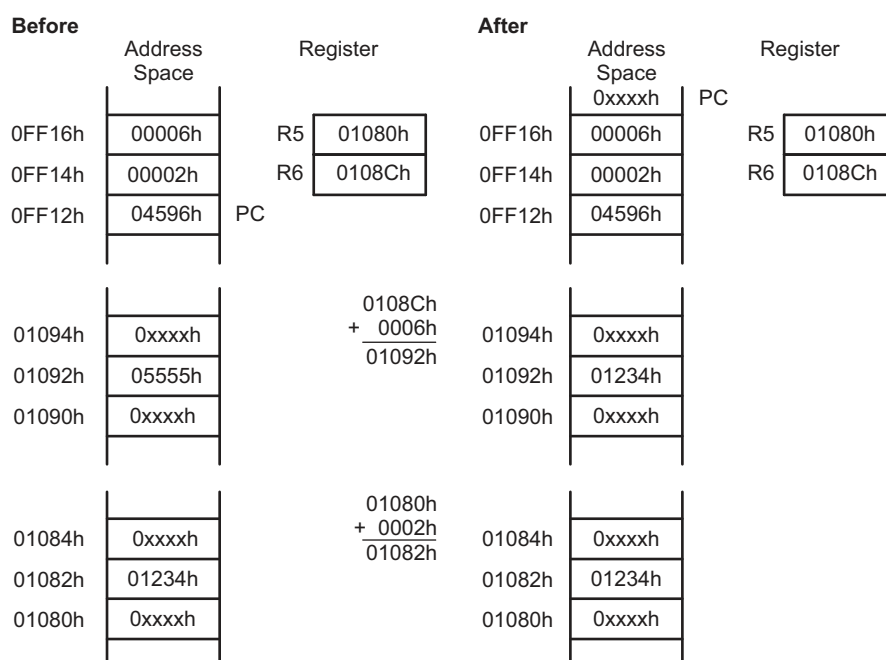 Before
Address Space
Register
0FF16h 00006h R5 01080h
0FF14h 00002h R6 0108Ch
0FF12h 04596h PC
0108Ch
+ 0006h
01092h
01094h 0xxxxh
01092h 05555h
01090h 0xxxxh
01080h
+ 0002h
01082h
01084h 0xxxxh
01082h 01234h
01080h 0xxxxh
After
Address Space
Register
0xxxxh PC
0FF16h 00006h R5 01080h
0FF14h 00002h R6 0108Ch
0FF12h 04596h
01094h 0xxxxh
01092h 01234h
01090h 0xxxxh
01084h 0xxxxh
01082h 01234h
01080h 0xxxxh